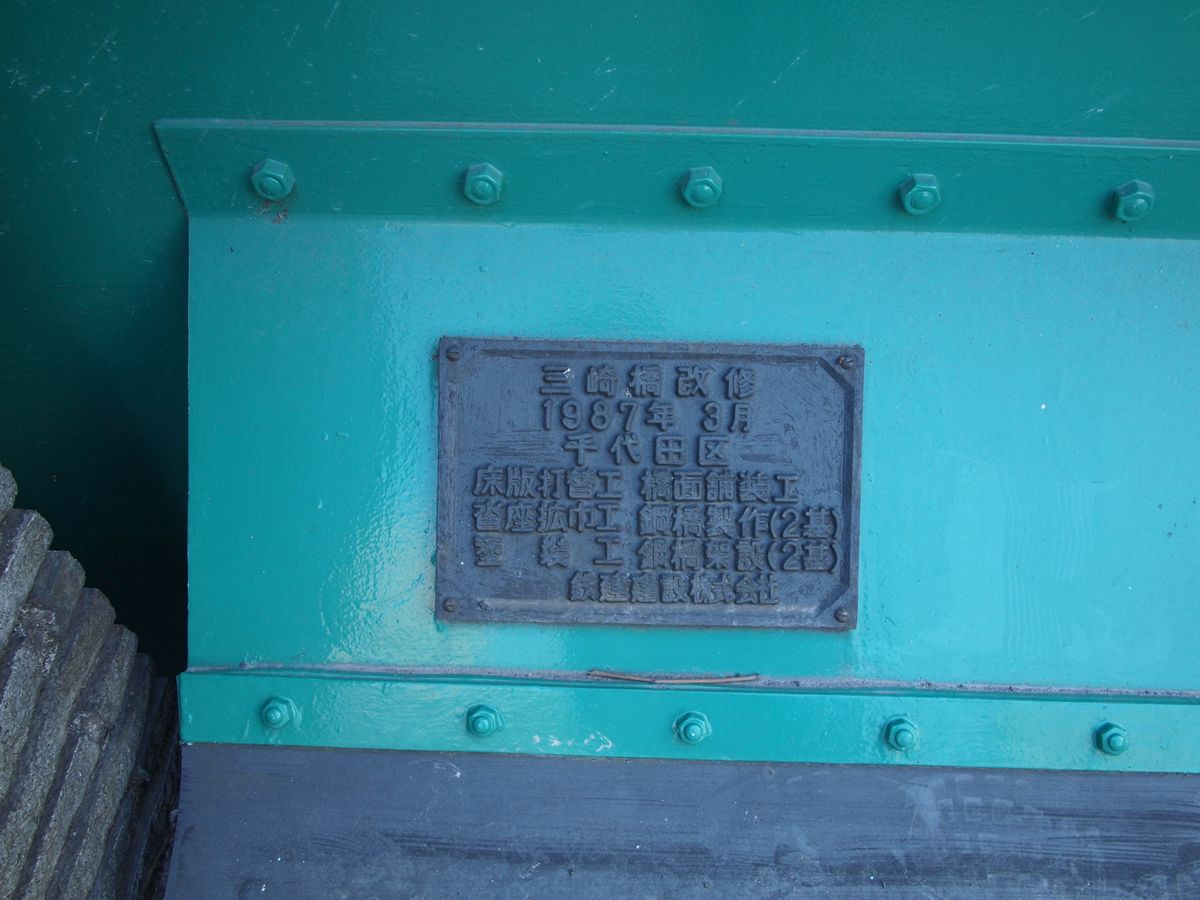 三崎橋改修
1987年 3月
千代田区
床版打替工 橋面舗装工
沓座拡巾工 鋼橋製作(2基)
塗装工 鋼橋架設(2基)
鉄建建設株式会社